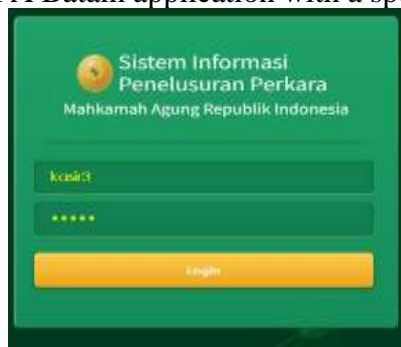 Sistem Informasi
Penelusuran Perkara
Mahkamah Agung Republik Indonesia
kasir3
*****
Login